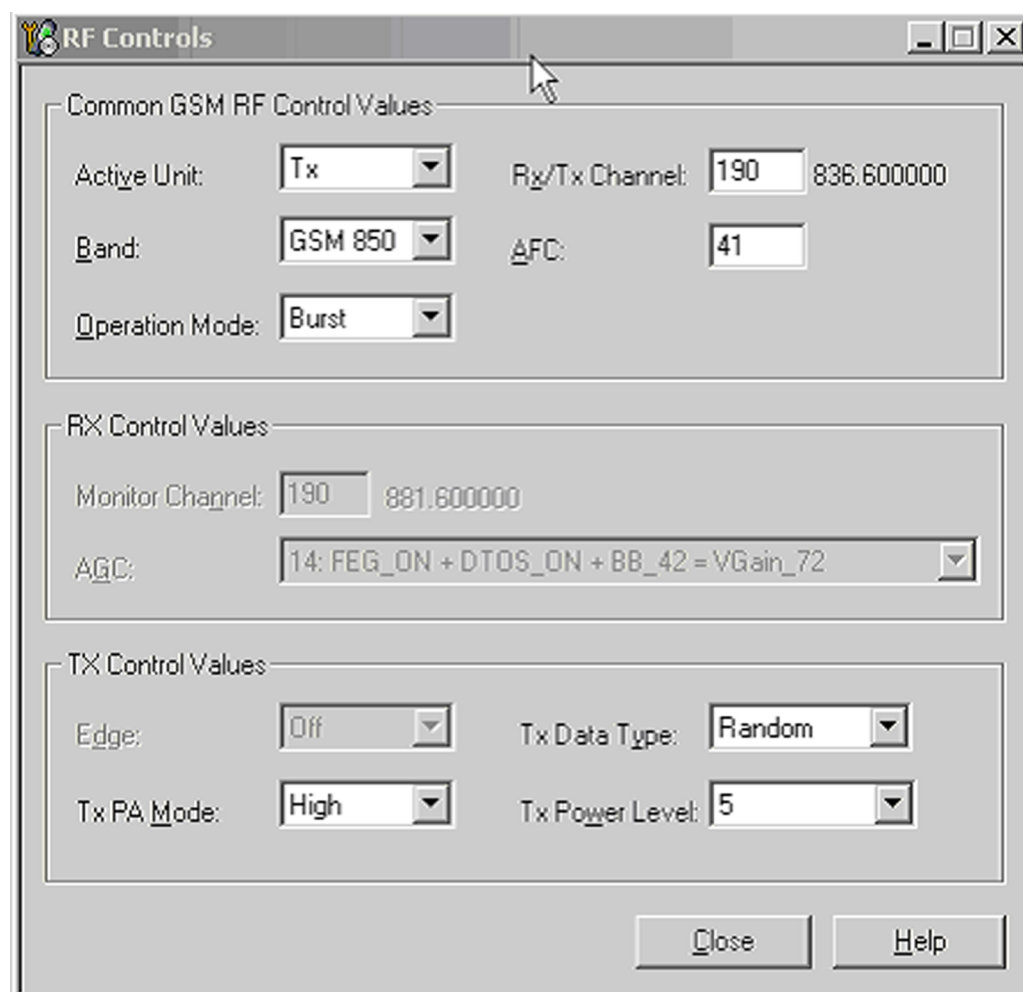 RF Controls
Common GSM RF Control Values
Active Unit: Tx Rx/Tx Channel: 190 836.600000
Band: GSM 850 AFC: 41
Operation Mode: Burst
RX Control Values
Monitor Channel: 190 881.600000
AGC: 14: FEG_ON + DTOS_ON + BB_42 = VGain_72
TX Control Values
Edge: Off Tx Data Type: Random
Tx PA Mode: High Tx Power Level: 5
Close Help